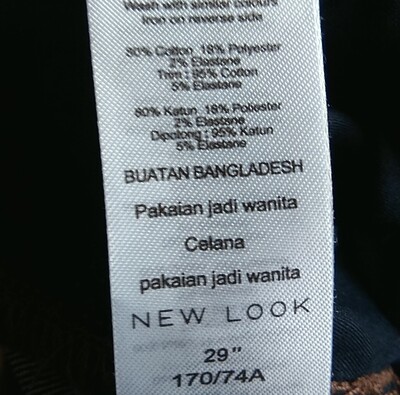 Wash with similar colours
Iron on reverse side
80% Cotton 18% Polyester
2% Elastane
Trim : 95% Cotton
5% Elastane
80% Katun 18% Poliester
2% Elastane
Dipotong : 95% Katun
5% Elastane
BUATAN BANGLADESH
Pakaian jadi wanita
Celana
pakaian jadi wanita
NEW LOOK
29"
170/74A